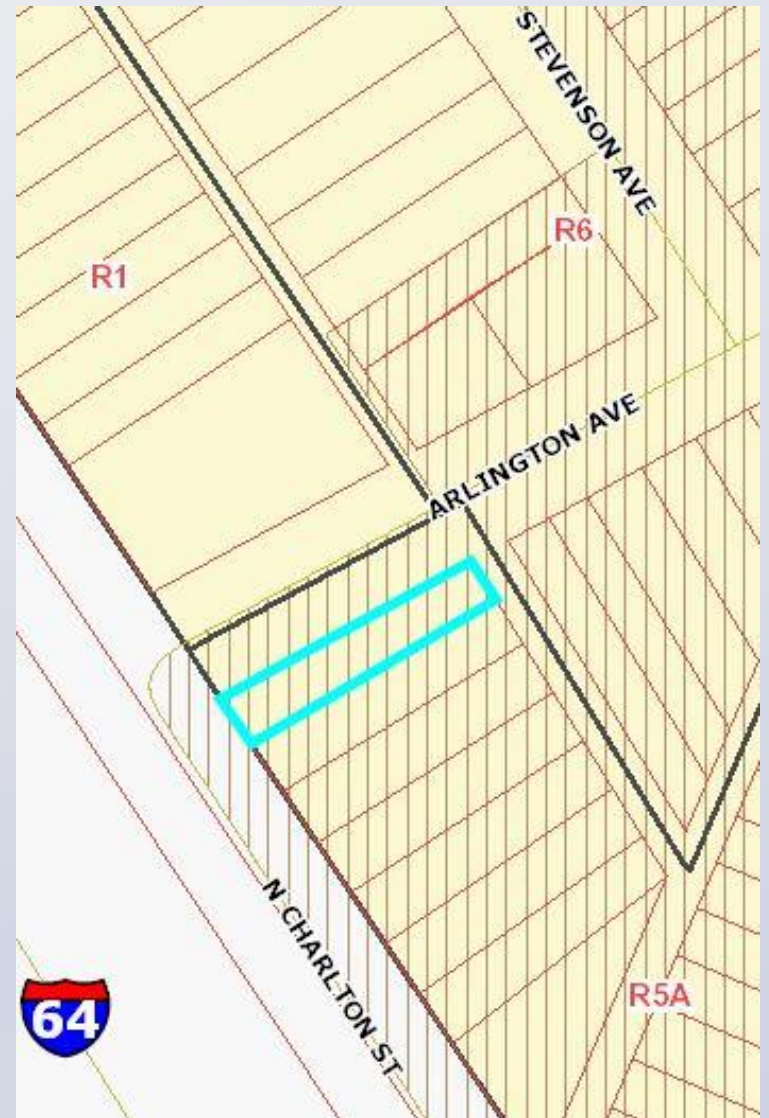 STEVENSON AVE
R6
R1
ARLINGTON AVE
N CHARLTON ST
R5A
64